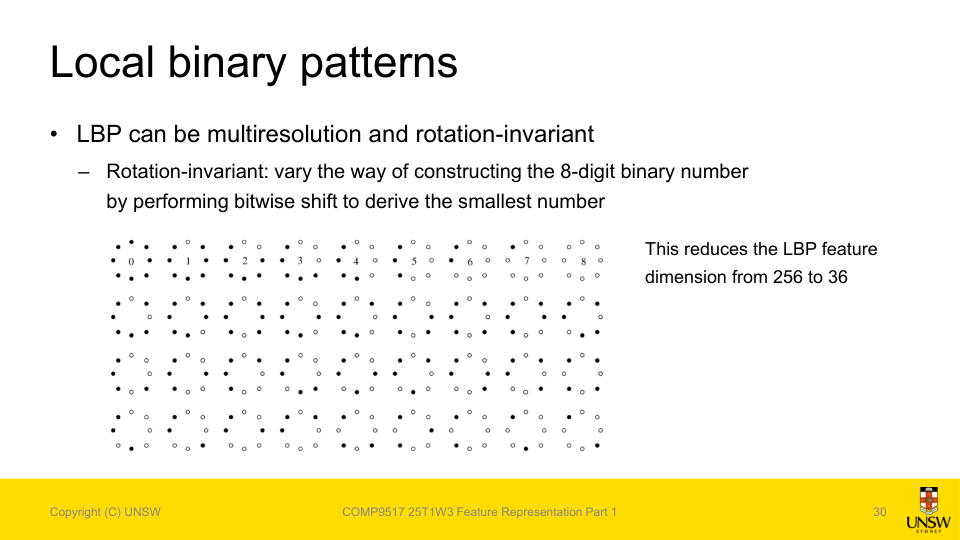 Local binary patterns
• LBP can be multiresolution and rotation-invariant
– Rotation-invariant: vary the way of constructing the 8-digit binary number
by performing bitwise shift to derive the smallest number
0 1 2 3 4 5 6 7 8
This reduces the LBP feature
dimension from 256 to 36
Copyright (C) UNSW
COMP9517 25T1W3 Feature Representation Part 1
30
UNSW
SYDNEY